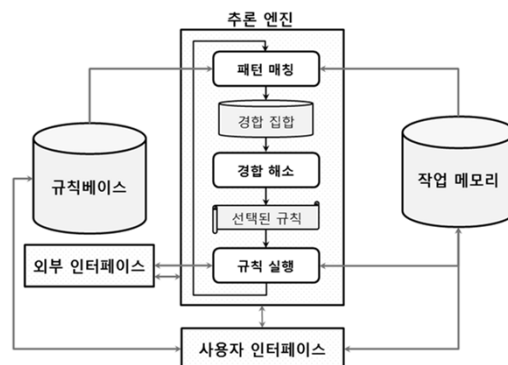 추론 엔진
패턴 매칭
경합 집합
경합 해소
선택된 규칙
규칙 실행
규칙베이스
작업 메모리
외부 인터페이스
사용자 인터페이스